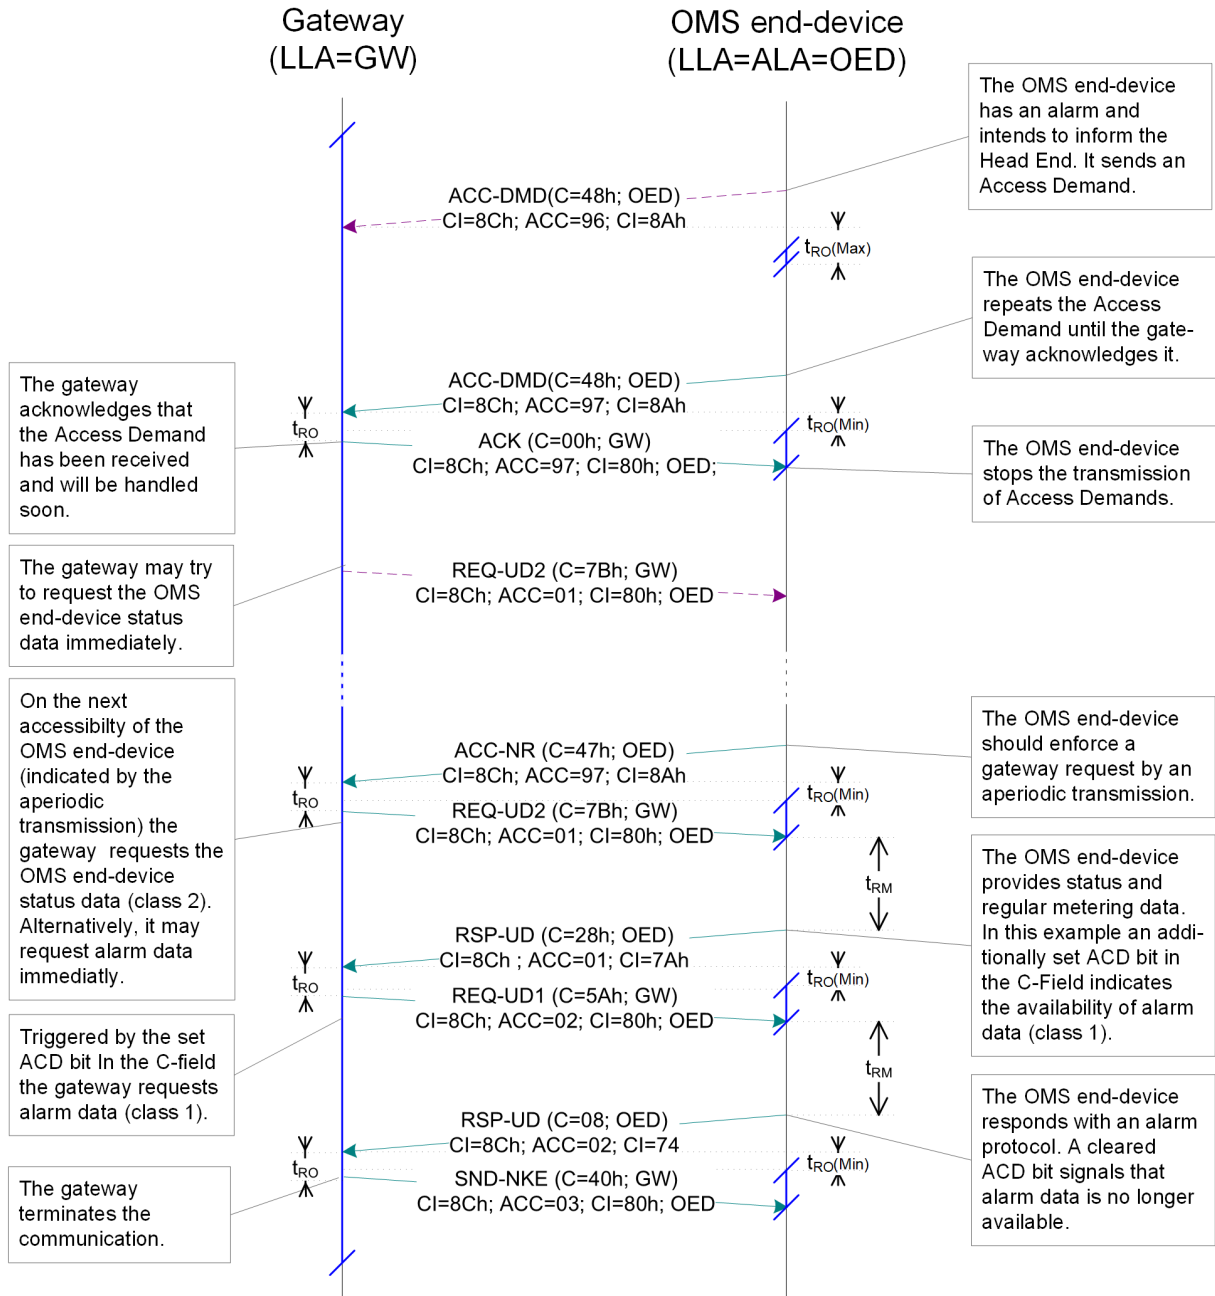 Gateway
(LLA=GW)
OMS end-device
(LLA=ALA=OED)
The OMS end-device
has an alarm and
intends to inform the
Head End. It sends an
Access Demand.
ACC-DMD(C=48h; OED)
CI=8Ch; ACC=96; CI=8Ah
tRO(Max)
The OMS end-device
repeats the Access
Demand until the gate-
way acknowledges it.
The gateway
acknowledges that
the Access Demand
has been received
and will be handled
soon.
tRO
ACC-DMD(C=48h; OED)
CI=8Ch; ACC=97; CI=8Ah
tRO(Min)
ACK (C=00h; GW)
CI=8Ch; ACC=97; CI=80h; OED;
The OMS end-device
stops the transmission
of Access Demands.
The gateway may try
to request the OMS
end-device status
data immediately.
REQ-UD2 (C=7Bh; GW)
CI=8Ch; ACC=01; CI=80h; OED
On the next
accessibilty of the
OMS end-device
(indicated by the
aperiodic
transmission) the
gateway requests the
OMS end-device
status data (class 2).
Alternatively, it may
request alarm data
immediatly.
tRO
ACC-NR (C=47h; OED)
CI=8Ch; ACC=97; CI=8Ah
tRO(Min)
The OMS end-device
should enforce a
gateway request by an
aperiodic transmission.
REQ-UD2 (C=7Bh; GW)
CI=8Ch; ACC=01; CI=80h; OED
tRM
The OMS end-device
provides status and
regular metering data.
In this example an addi-
tionally set ACD bit in
the C-Field indicates
the availability of alarm
data (class 1).
RSP-UD (C=28h; OED)
CI=8Ch ; ACC=01; CI=7Ah
tRO
tRO(Min)
REQ-UD1 (C=5Ah; GW)
CI=8Ch; ACC=02; CI=80h; OED
Triggered by the set
ACD bit In the C-field
the gateway requests
alarm data (class 1).
tRM
The OMS end-device
responds with an alarm
protocol. A cleared
ACD bit signals that
alarm data is no longer
available.
RSP-UD (C=08; OED)
CI=8Ch; ACC=02; CI=74
tRO
tRO(Min)
SND-NKE (C=40h; GW)
CI=8Ch; ACC=03; CI=80h; OED
The gateway
terminates the
communication.